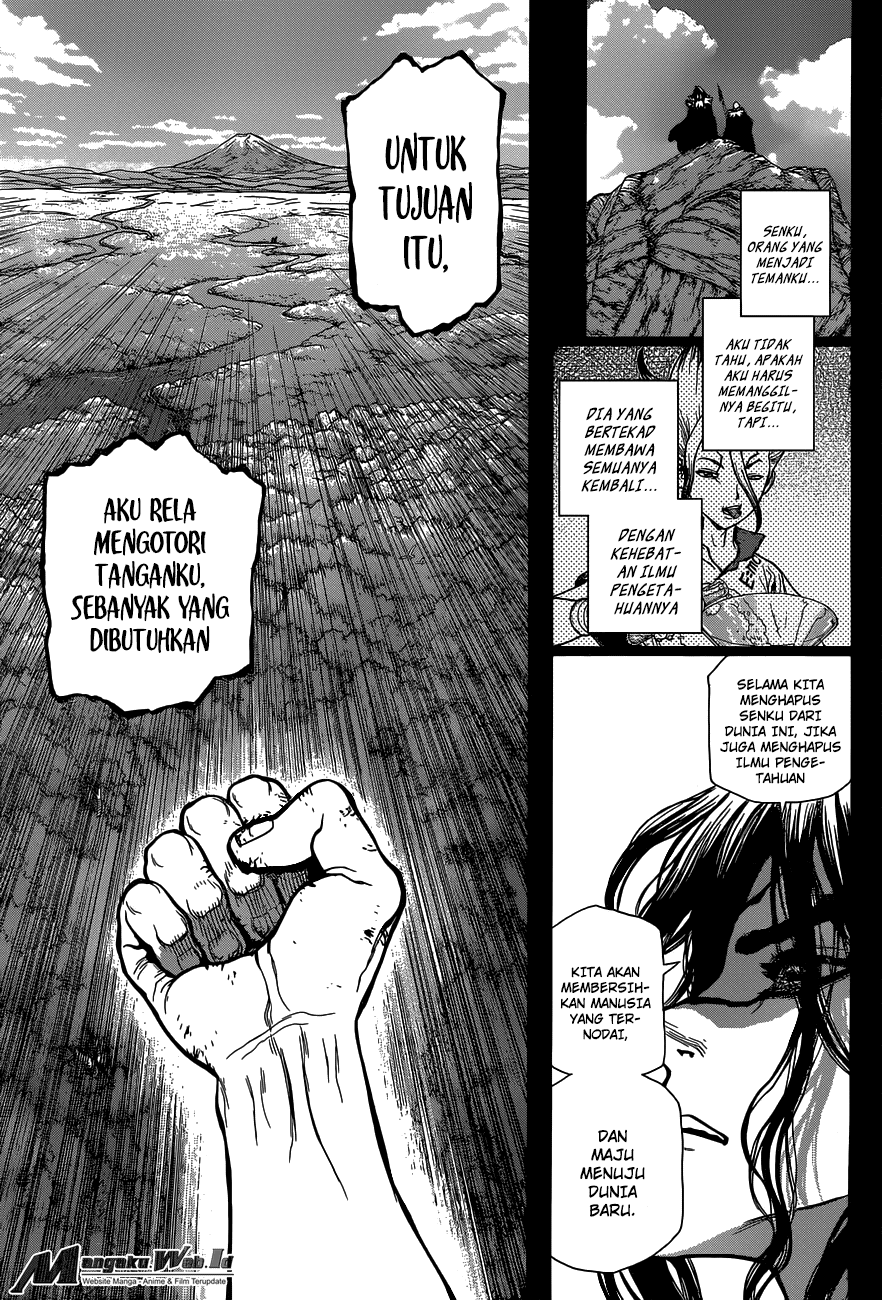 SENKU,
ORANG YANG
MENJADI
TEMANKU...
AKU TIDAK
TAHU, APAKAH
AKU HARUS
MEMANGGIL-
NYA BEGITU,
TAPI...
DIA YANG
BERTEKAD
MEMBAWA
SEMUANYA
KEMBALI...
DENGAN
KEHEBAT-
AN ILMU
PENGETA-
HUANNYA
SELAMA KITA
MENGHAPUS
SENKU DARI
DUNIA INI, JIKA
JUGA MENGHAPUS
ILMU PENGE-
TAHUAN
KITA AKAN
MEMBERSIH-
KAN MANUSIA
YANG TER-
NODAI,
DAN
MAJU
MENUJU
DUNIA
BARU.
UNTUK
TUJUAN
ITU,
AKU RELA
MENGOTORI
TANGANKU,
SEBANYAK YANG
DIBUTUHKAN
Mangaku.Web.Id
Website Manga - Anime & Film Terupdate